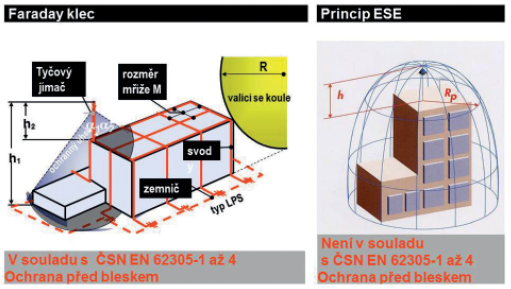 Faraday klec
Tyčový
jímač
rozměr
mříže M
R
valící se koule
h₂
h₁
α
svod
y
zemnič
typ LPS
V souladu s ČSN EN 62305-1 až 4
Ochrana před bleskem
Princip ESE
h
Rp
Není v souladu
s ČSN EN 62305-1 až 4
Ochrana před bleskem